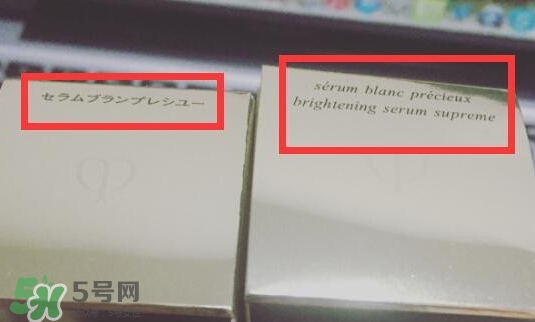 セラムブランプレシユー
sérum blanc précieux
brightening serum supreme
5号网